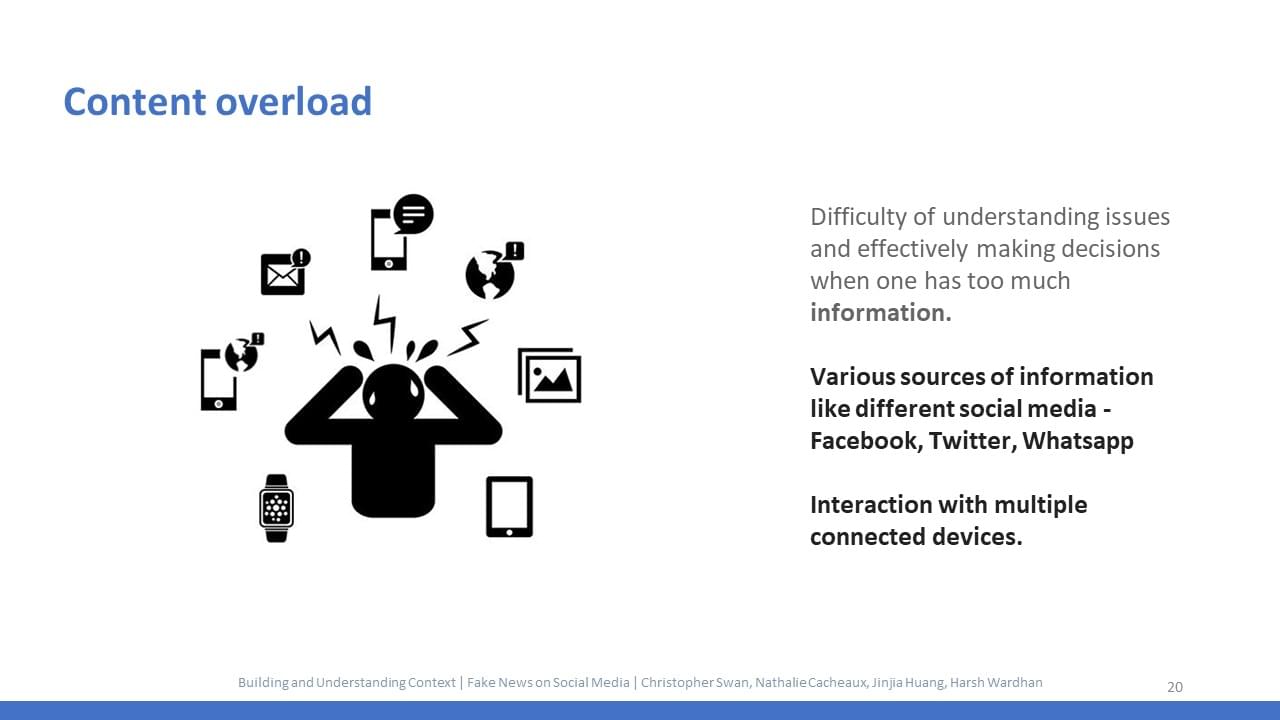 Content overload
Difficulty of understanding issues
and effectively making decisions
when one has too much
information.
Various sources of information
like different social media -
Facebook, Twitter, Whatsapp
Interaction with multiple
connected devices.
Building and Understanding Context | Fake News on Social Media | Christopher Swan, Nathalie Cacheaux, Jinjia Huang, Harsh Wardhan
20